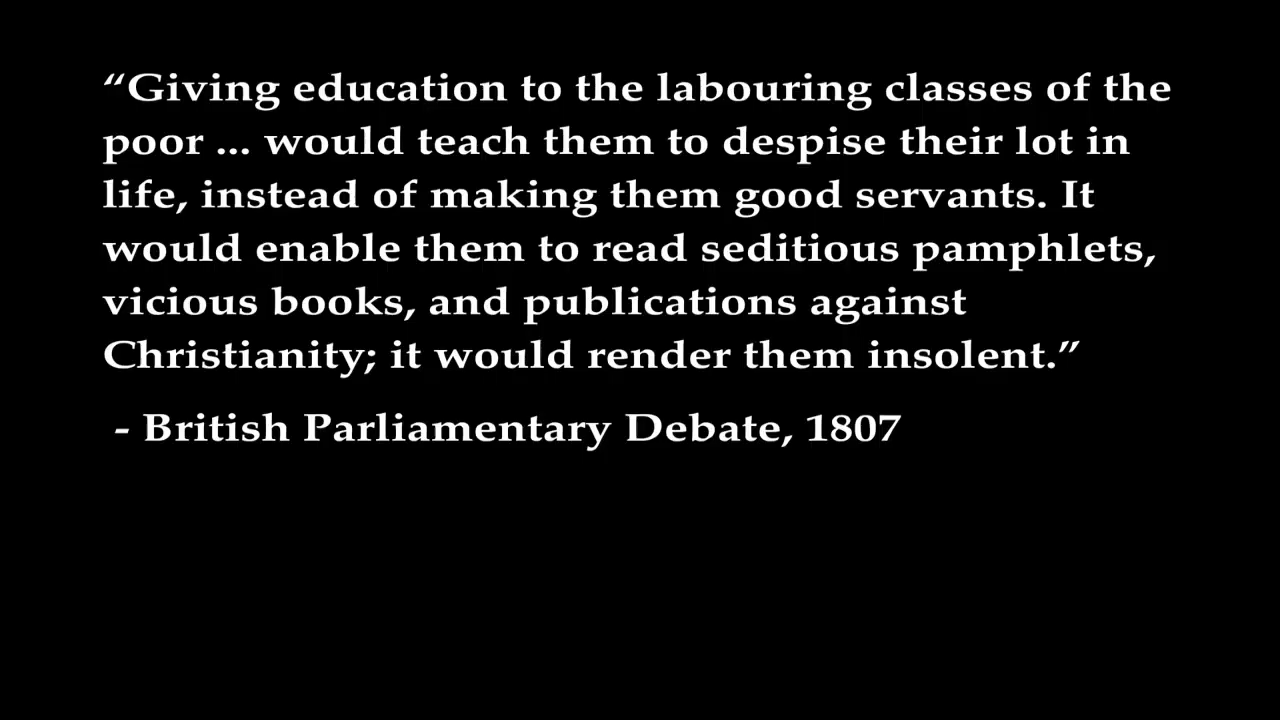 “Giving education to the labouring classes of the
poor ... would teach them to despise their lot in
life, instead of making them good servants. It
would enable them to read seditious pamphlets,
vicious books, and publications against
Christianity; it would render them insolent.”
- British Parliamentary Debate, 1807